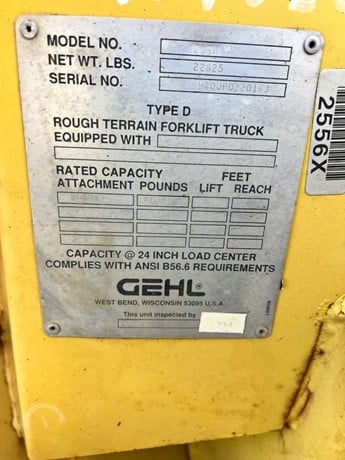 MODEL NO.
NET WT. LBS. 22825
SERIAL NO.
TYPE D
ROUGH TERRAIN FORKLIFT TRUCK
EQUIPPED WITH
RATED CAPACITY FEET
ATTACHMENT POUNDS LIFT REACH
CAPACITY @ 24 INCH LOAD CENTER
COMPLIES WITH ANSI B56.6 REQUIREMENTS
GEHL®
WEST BEND, WISCONSIN 53095 U.S.A.
This unit inspected by
2556X